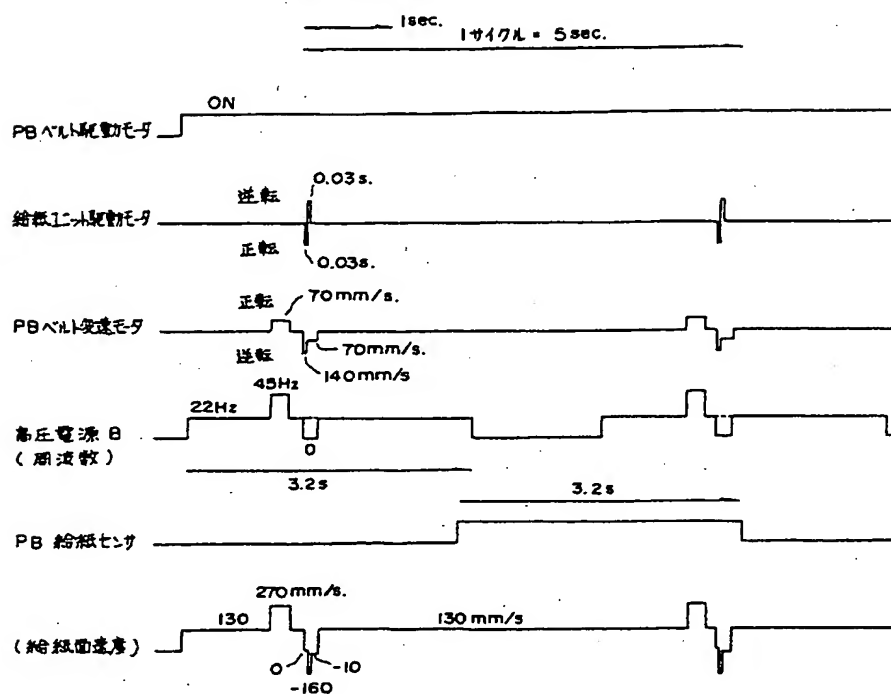 1sec.
1サイクル = 5sec.
ON
PBベルト駆動モータ
逆転
0.03s.
給紙ユニット駆動モータ
正転
0.03s.
正転
70mm/s.
PBベルト変速モータ
逆転
70mm/s.
140mm/s
45Hz
22Hz
高圧電源B
(周波数)
0
3.2s
3.2s
PB 給紙センサ
270mm/s.
130
130mm/s
(給紙面速度)
0
-10
-160